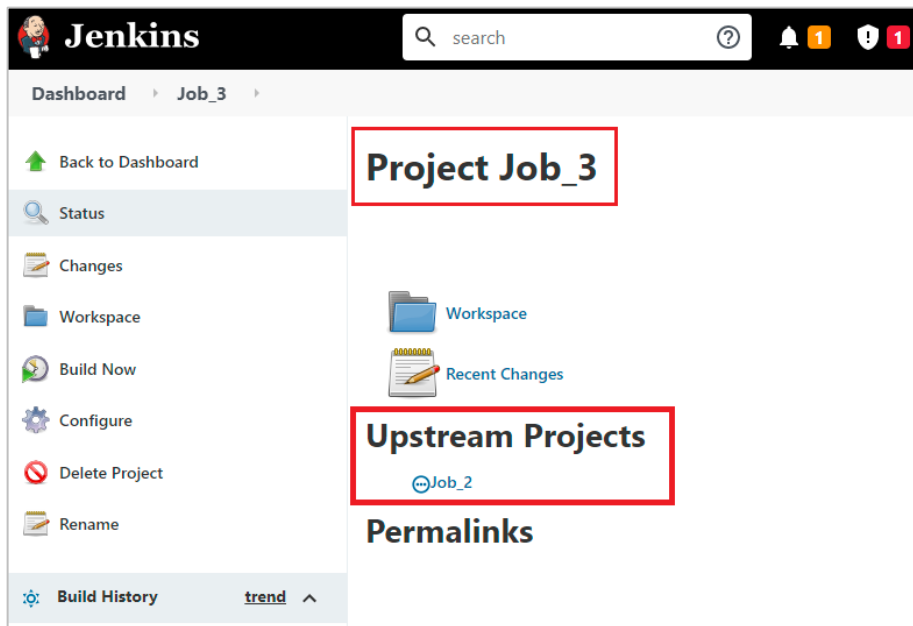 Jenkins
search
1
1
Dashboard
Job_3
Back to Dashboard
Status
Changes
Workspace
Build Now
Configure
Delete Project
Rename
Build History trend
Project Job_3
Workspace
Recent Changes
Upstream Projects
Job_2
Permalinks